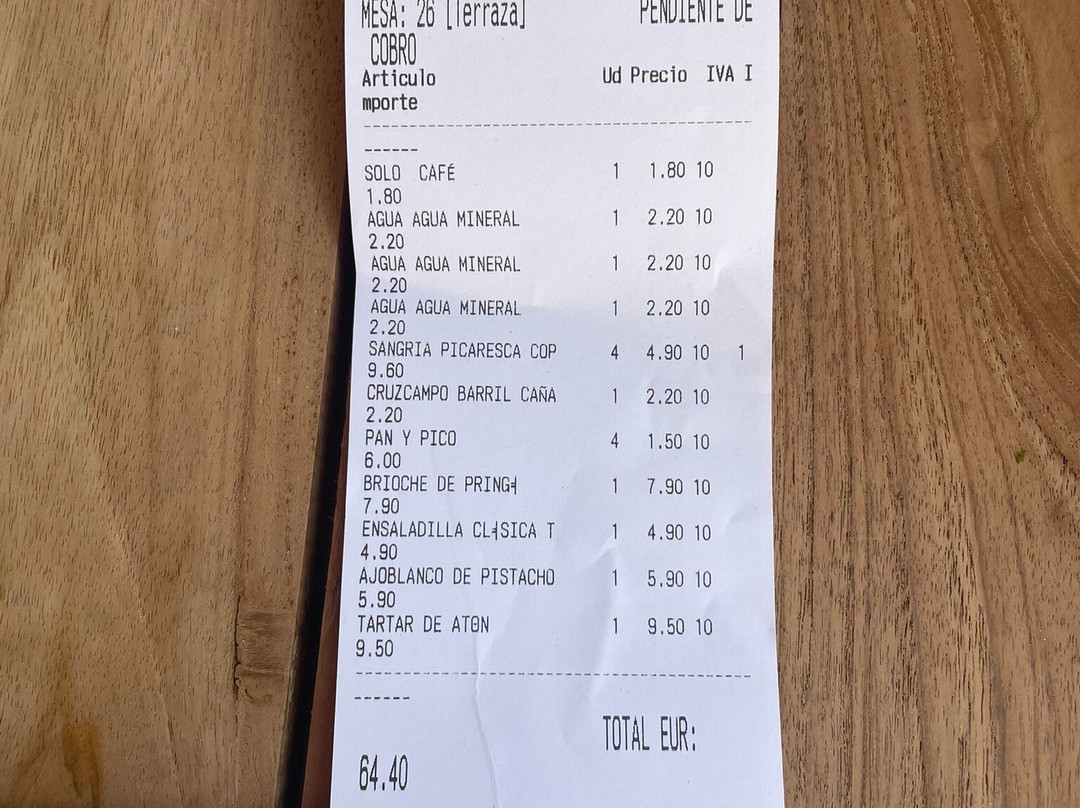 MESA: 26 [Terraza] PENDIENTE DE
COBRO
Articulo Ud Precio IVA I
mporte
------------------------------------------------
------
SOLO CAFÉ 1 1.80 10
1.80
AGUA AGUA MINERAL 1 2.20 10
2.20
AGUA AGUA MINERAL 1 2.20 10
2.20
AGUA AGUA MINERAL 1 2.20 10
2.20
SANGRIA PICARESCA COP 4 4.90 10 1
9.60
CRUZCAMPO BARRIL CAÑA 1 2.20 10
2.20
PAN Y PICO 4 1.50 10
6.00
BRIOCHE DE PRING╡ 1 7.90 10
7.90
ENSALADILLA CL╡SICA T 1 4.90 10
4.90
AJOBLANCO DE PISTACHO 1 5.90 10
5.90
TARTAR DE ATÚN 1 9.50 10
9.50
------------------------------------------------
------
TOTAL EUR:
64.40